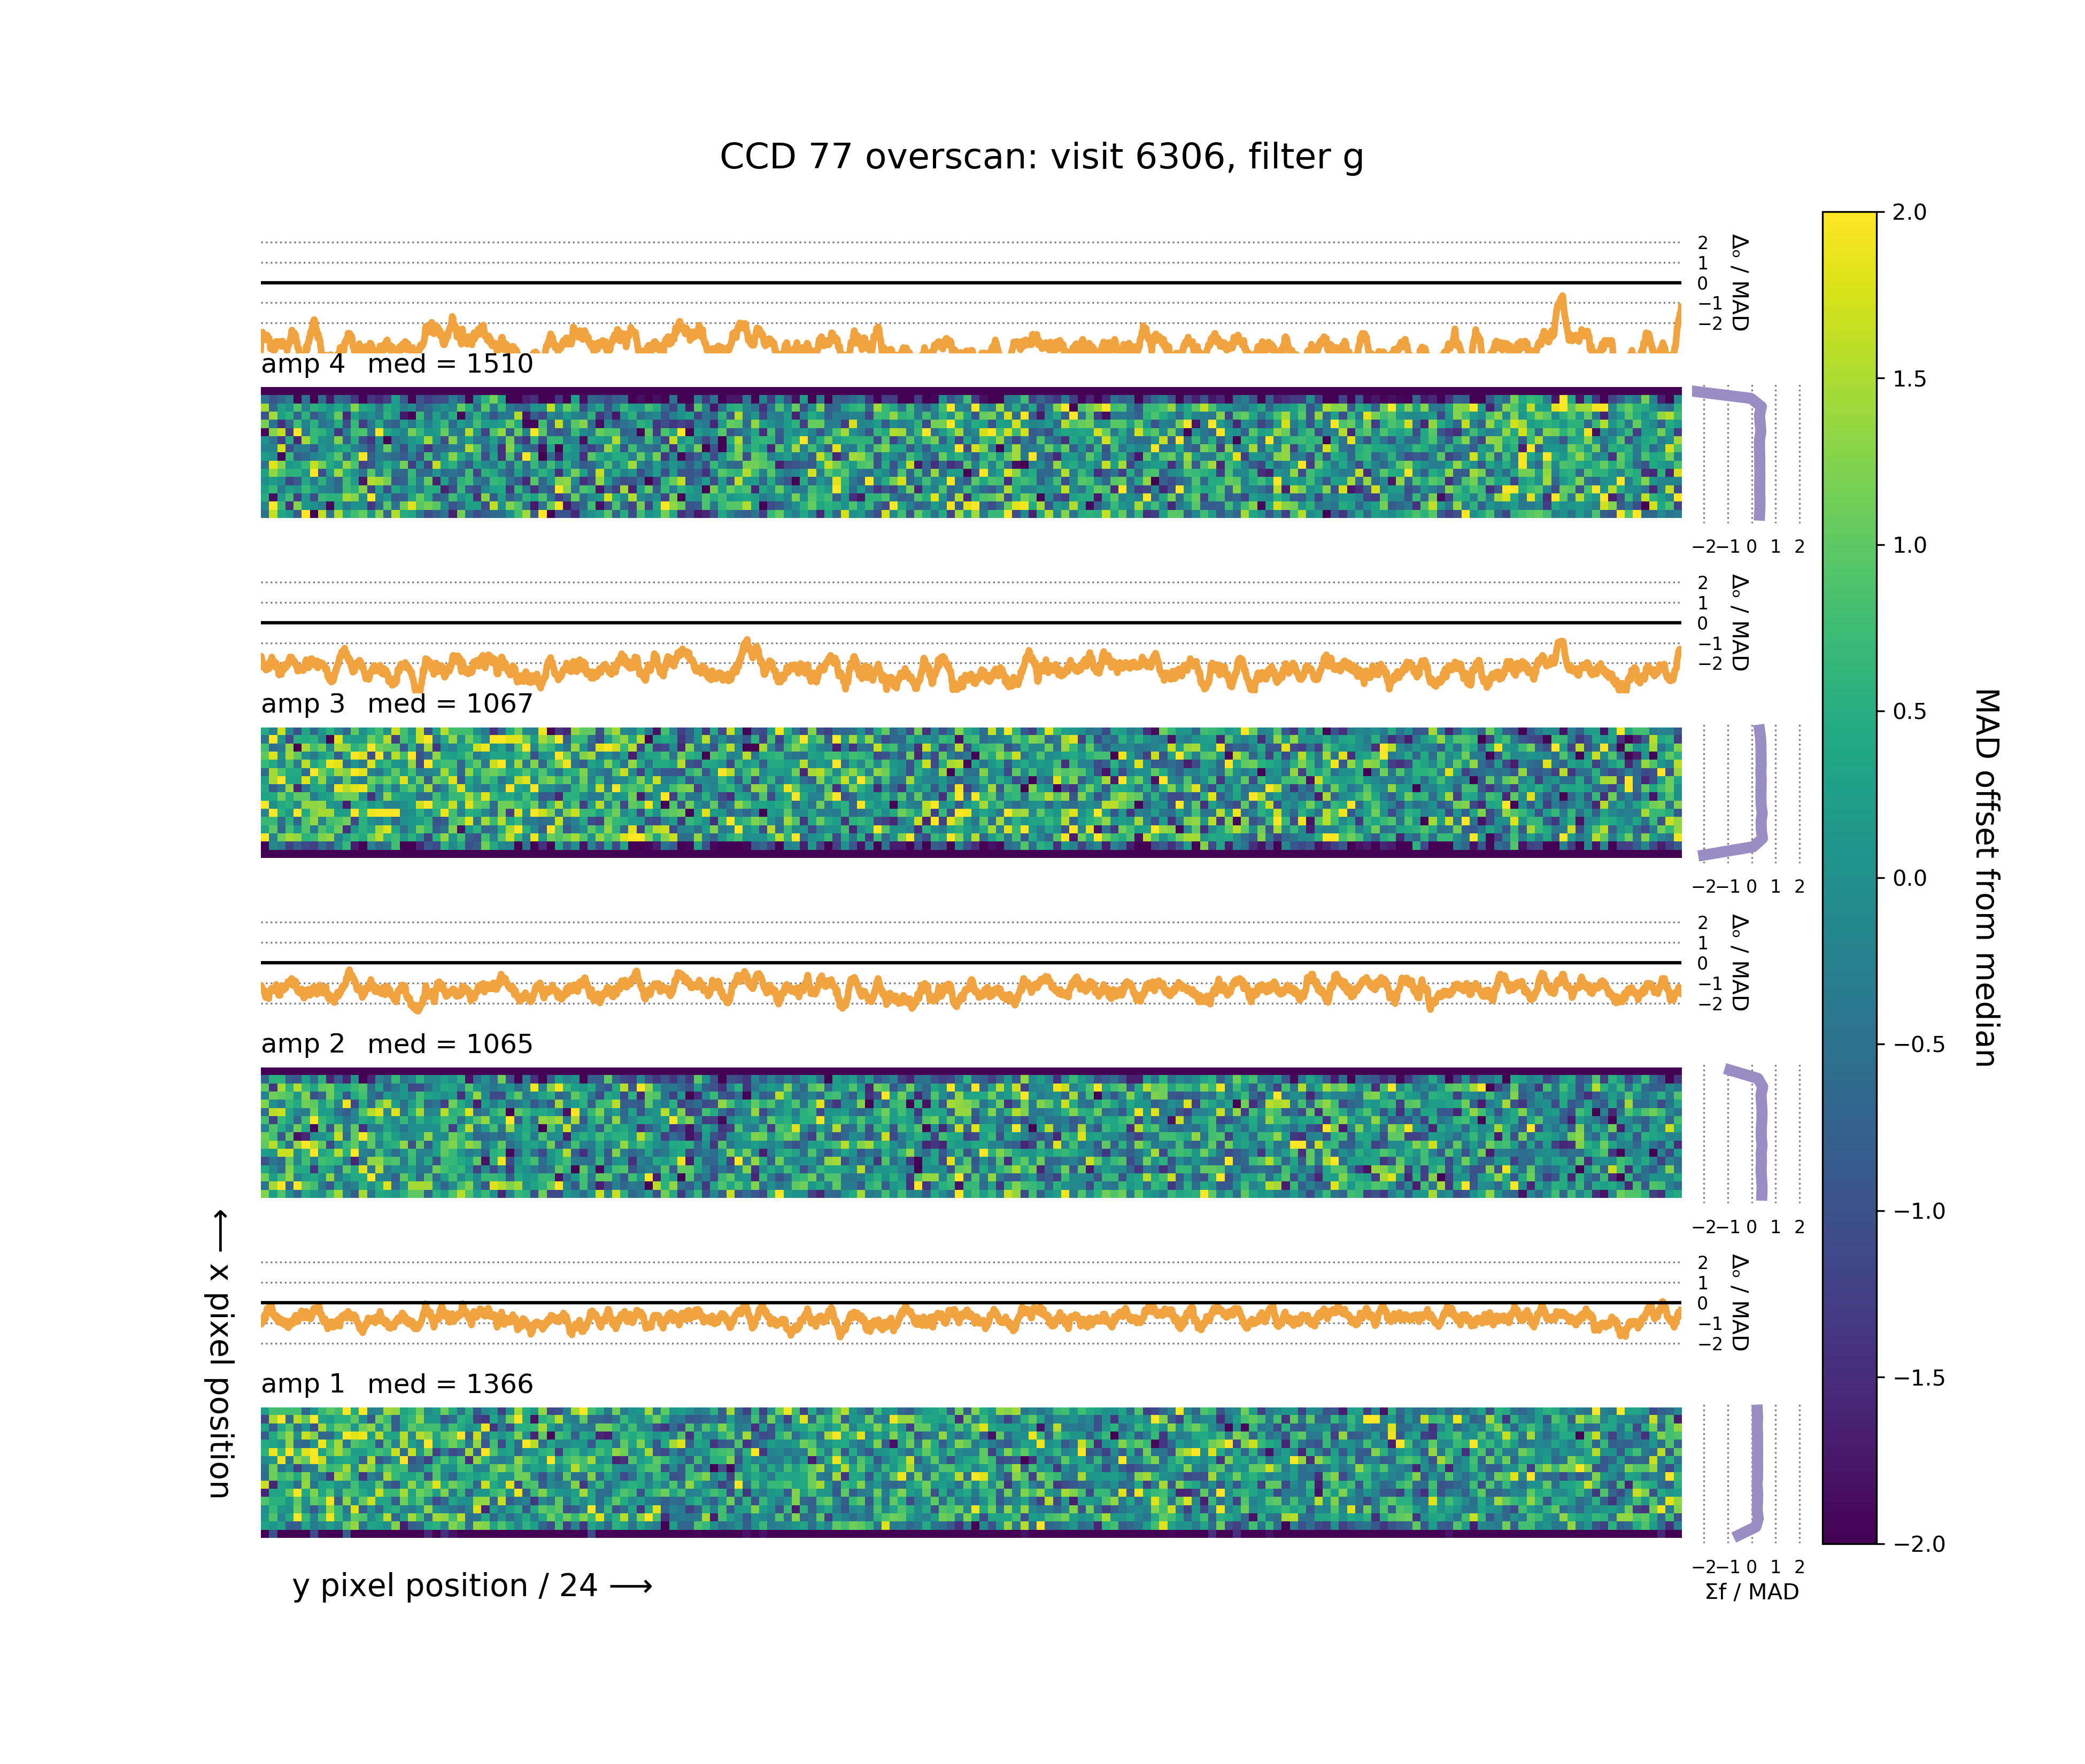 CCD 77 overscan: visit 6306, filter g
2
1
0
−1
−2
Δₒ / MAD
amp 4 med = 1510
−2 −1 0 1 2
2
1
0
−1
−2
Δₒ / MAD
amp 3 med = 1067
−2 −1 0 1 2
2
1
0
−1
−2
Δₒ / MAD
amp 2 med = 1065
−2 −1 0 1 2
2
1
0
−1
−2
Δₒ / MAD
amp 1 med = 1366
−2 −1 0 1 2
Σf / MAD
y pixel position / 24 ⟶
⟵ x pixel position
2.0
1.5
1.0
0.5
0.0
−0.5
−1.0
−1.5
−2.0
MAD offset from median